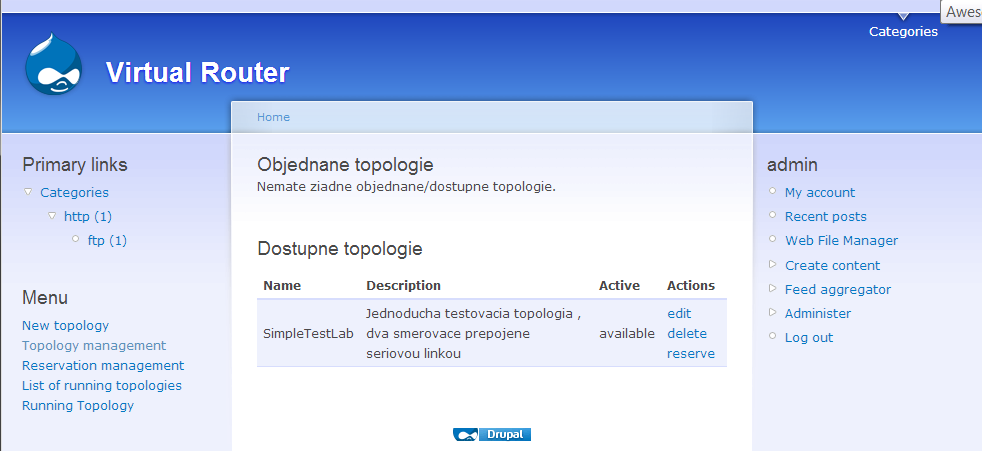 Awes
Categories
Virtual Router
Home
Primary links
Categories
http (1)
ftp (1)
Menu
New topology
Topology management
Reservation management
List of running topologies
Running Topology
Objednane topologie
Nemate ziadne objednane/dostupne topologie.
Dostupne topologie
Name Description Active Actions
SimpleTestLab
Jednoducha testovacia topologia ,
dva smerovace prepojene
seriovou linkou
available
edit
delete
reserve
Drupal
admin
My account
Recent posts
Web File Manager
Create content
Feed aggregator
Administer
Log out